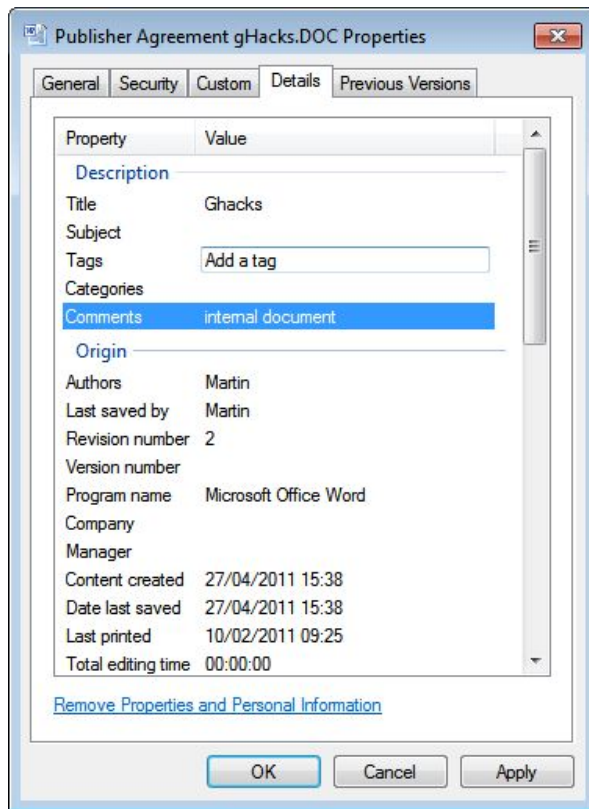 Publisher Agreement gHacks.DOC Properties
General Security Custom Details Previous Versions
Property Value
Description
Title Ghacks
Subject
Tags Add a tag
Categories
Comments internal document
Origin
Authors Martin
Last saved by Martin
Revision number 2
Version number
Program name Microsoft Office Word
Company
Manager
Content created 27/04/2011 15:38
Date last saved 27/04/2011 15:38
Last printed 10/02/2011 09:25
Total editing time 00:00:00
Remove Properties and Personal Information
OK Cancel Apply